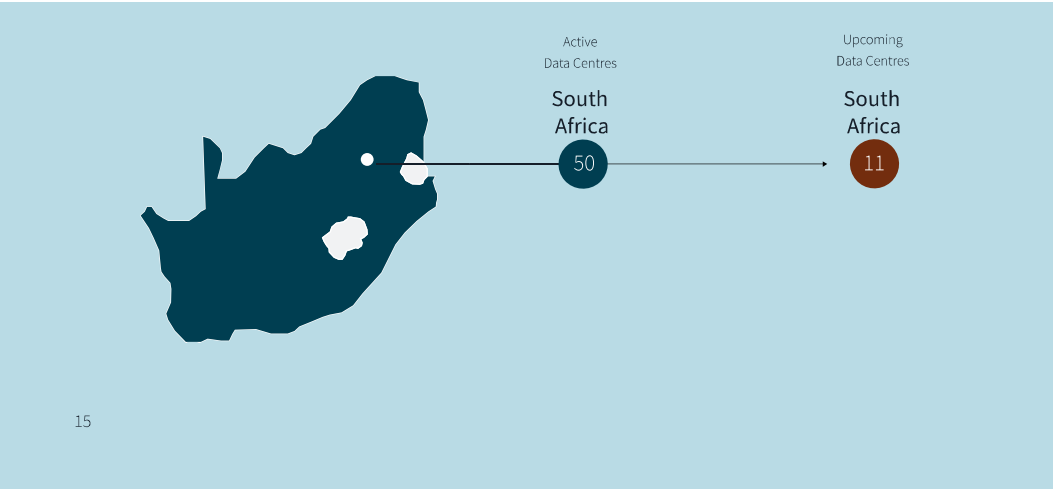 Active
Data Centres
South
Africa
50
Upcoming
Data Centres
South
Africa
11
15